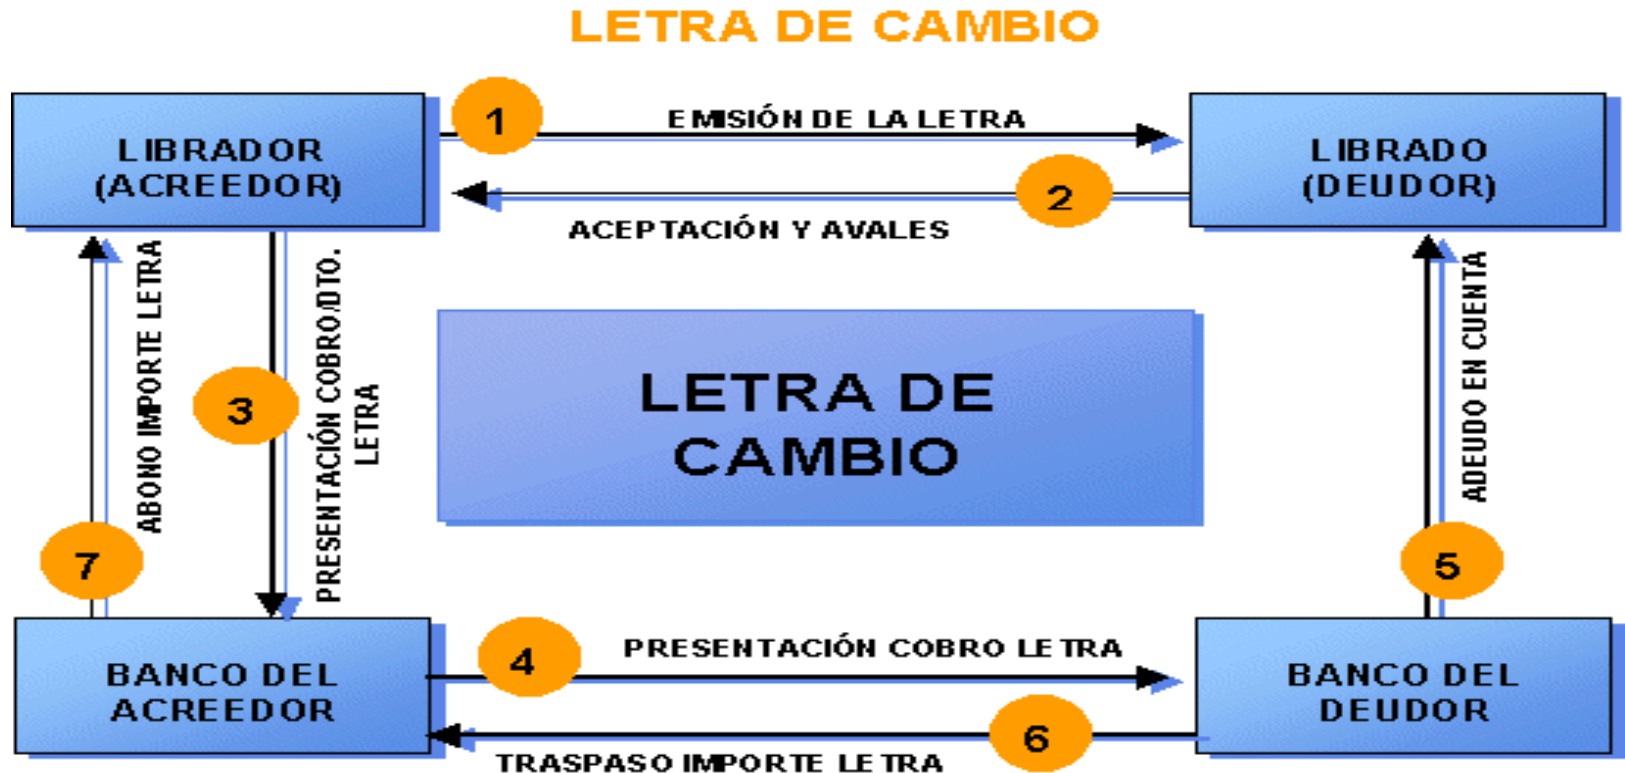 LETRA DE CAMBIO
1
EMISIÓN DE LA LETRA
LIBRADOR
(ACREEDOR)
LIBRADO
(DEUDOR)
2
ACEPTACIÓN Y AVALES
ABONO IMPORTE LETRA
PRESENTACIÓN COBRO/DTO.
LETRA
3
LETRA DE
CAMBIO
ADEUDO EN CUENTA
7
5
4
PRESENTACIÓN COBRO LETRA
BANCO DEL
ACREEDOR
BANCO DEL
DEUDOR
6
TRASPASO IMPORTE LETRA